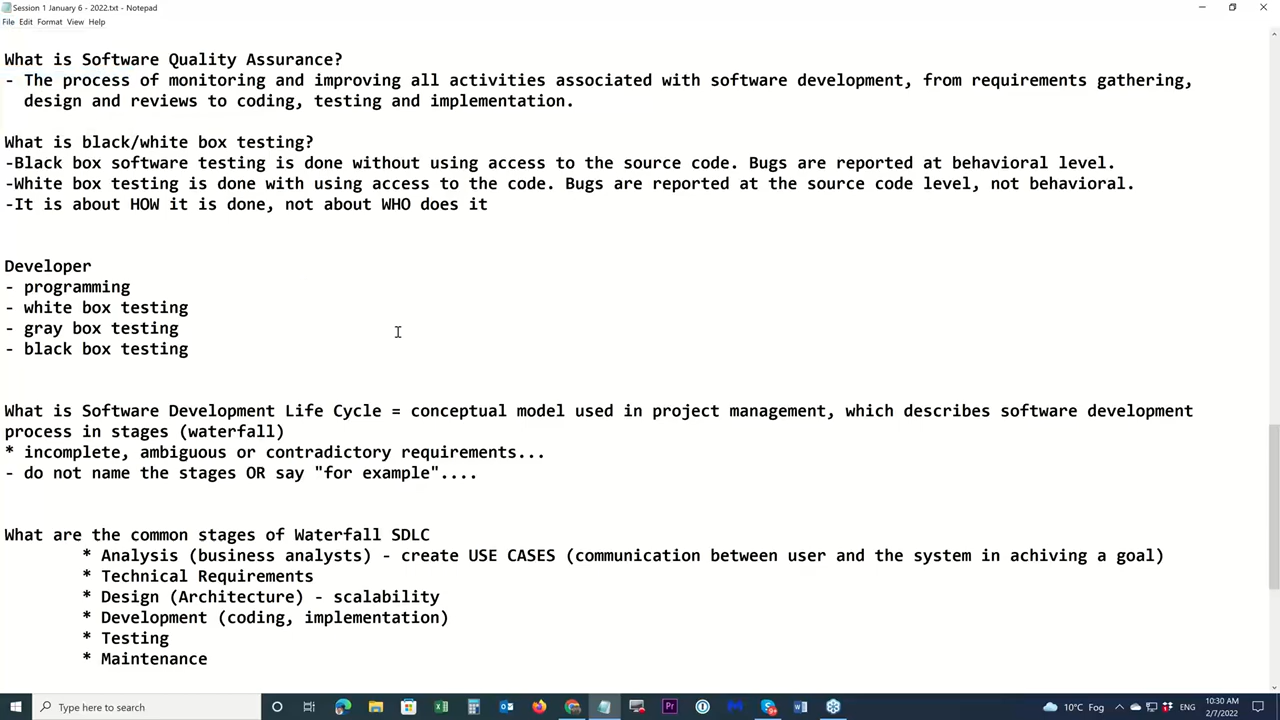 Session 1 January 6 - 2022.txt - Notepad
File Edit Format View Help
What is Software Quality Assurance?
- The process of monitoring and improving all activities associated with software development, from requirements gathering,
design and reviews to coding, testing and implementation.
What is black/white box testing?
-Black box software testing is done without using access to the source code. Bugs are reported at behavioral level.
-White box testing is done with using access to the code. Bugs are reported at the source code level, not behavioral.
-It is about HOW it is done, not about WHO does it
Developer
- programming
- white box testing
- gray box testing
- black box testing
What is Software Development Life Cycle = conceptual model used in project management, which describes software development
process in stages (waterfall)
* incomplete, ambiguous or contradictory requirements...
- do not name the stages OR say "for example"....
What are the common stages of Waterfall SDLC
* Analysis (business analysts) - create USE CASES (communication between user and the system in achiving a goal)
* Technical Requirements
* Design (Architecture) - scalability
* Development (coding, implementation)
* Testing
* Maintenance
Type here to search
10°C Fog
ENG
10:30 AM
2/7/2022